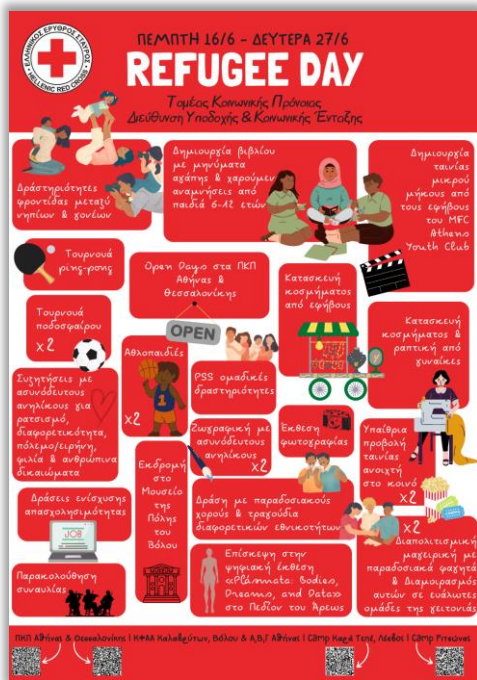 ΕΛΛΗΝΙΚΟΣ ΕΡΥΘΡΟΣ ΣΤΑΥΡΟΣ
HELLENIC RED CROSS
ΠΕΜΠΤΗ 16/6 - ΔΕΥΤΕΡΑ 27/6
REFUGEE DAY
Τομέας Κοινωνικής Πρόνοιας
Διεύθυνση Υποδοχής & Κοινωνικής Ένταξης
Δραστηριότητες
φροντίδας μεταξύ
νηπίων & γονέων
Δημιουργία βιβλίου
με μηνύματα
αγάπης & χαρούμεν
αναμνήσεις από
παιδιά 6-12 ετών
Δημιουργία
ταινίας
μικρού
μήκους από
τους εφήβους
του MFC
Athens
Youth Club
Τουρνουά
ρing-ρong
Open Days στα ΠΚΠ
Αθήνας &
Θεσσαλονίκης
OPEN
Κατασκευή
κοσμήματος
από εφήβους
Τουρνουά
ποδοσφαίρου
x 2
Κατασκευή
κοσμήματος &
ραπτική από
γυναίκες
Αθλοπαιδιές
x2
PSS ομαδικές
δραστηριότητες
Συζητήσεις με
ασυνόδευτους
ανηλίκους για
ρατσισμό,
διαφορετικότητα,
πόλεμο/ειρήνη,
φιλία & ανθρώπινα
δικαιώματα
Ζωγραφική με
ασυνόδευτους
ανηλίκους
x2
Έκθεση
φωτογραφίας
Υπαίθρια
προβολή
ταινίας
ανοιχτή
στο κοινό
x2
Εκδρομή
στο
Μουσείο
της
Πόλης
του
Βόλου
Δράσεις ενίσχυσης
απασχολησιμότητας
JOB
Δράση με παραδοσιακούς
χορούς & τραγούδια
διαφορετικών εθνικοτήτων
x2
Διαπολιτισμική
μαγειρική με
παραδοσιακά φαγητά
& Διαμοιρασμός
αυτών σε ευάλωτες
ομάδες της γειτονιάς
Παρακολούθηση
συναυλίας
Επίσκεψη στην
ψηφιακή έκθεση
«Plásmata: Bodies,
Dreams, and Data»
στο Πεδίον του Άρεως
ΠΚΠ Αθήνας & Θεσσαλονίκης | ΚΦΑΑ Καλαβρύτων, Βόλου & Α,Β,Γ Αθήνας | Camp Καρά Τεπέ, Λέσβος | Camp Ριτσώνας